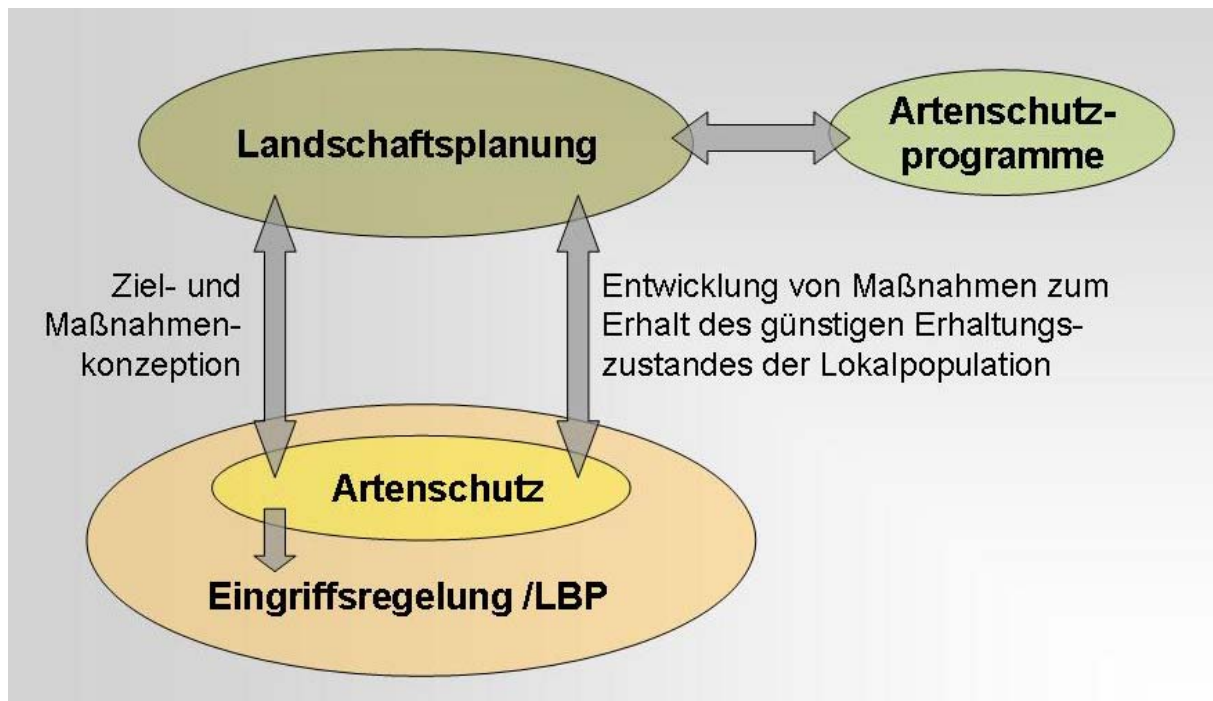 Landschaftsplanung
Artenschutz-
programme
Ziel- und
Maßnahmen-
konzeption
Entwicklung von Maßnahmen zum
Erhalt des günstigen Erhaltungs-
zustandes der Lokalpopulation
Artenschutz
Eingriffsregelung /LBP